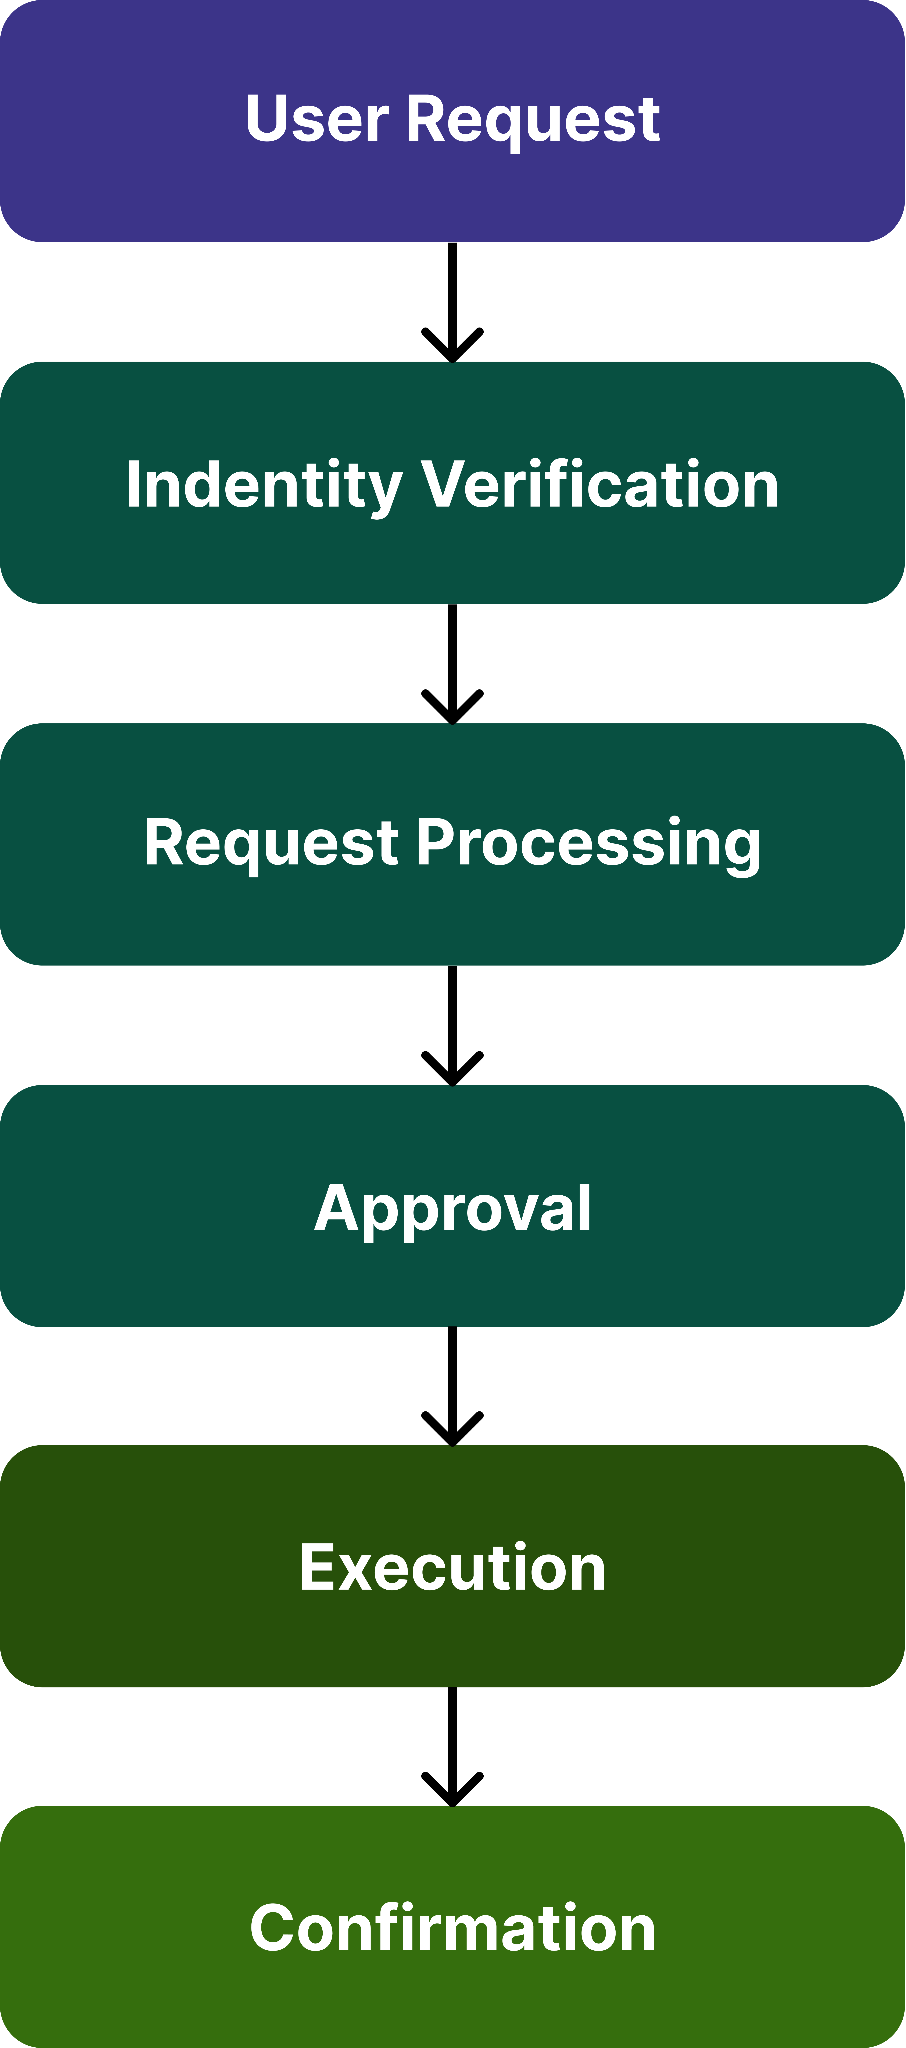 User Request
Indentity Verification
Request Processing
Approval
Execution
Confirmation